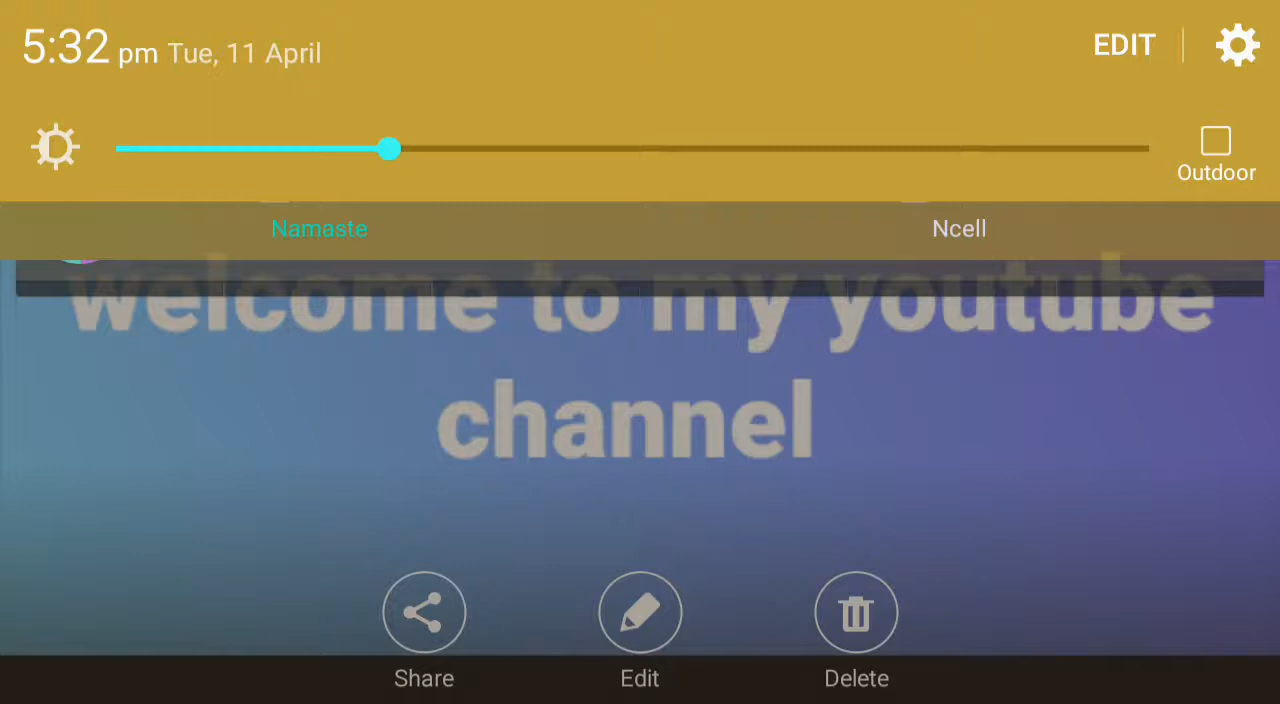 5:32 pm Tue, 11 April EDIT
Outdoor
Namaste Ncell
welcome to my youtube
channel
Share Edit Delete